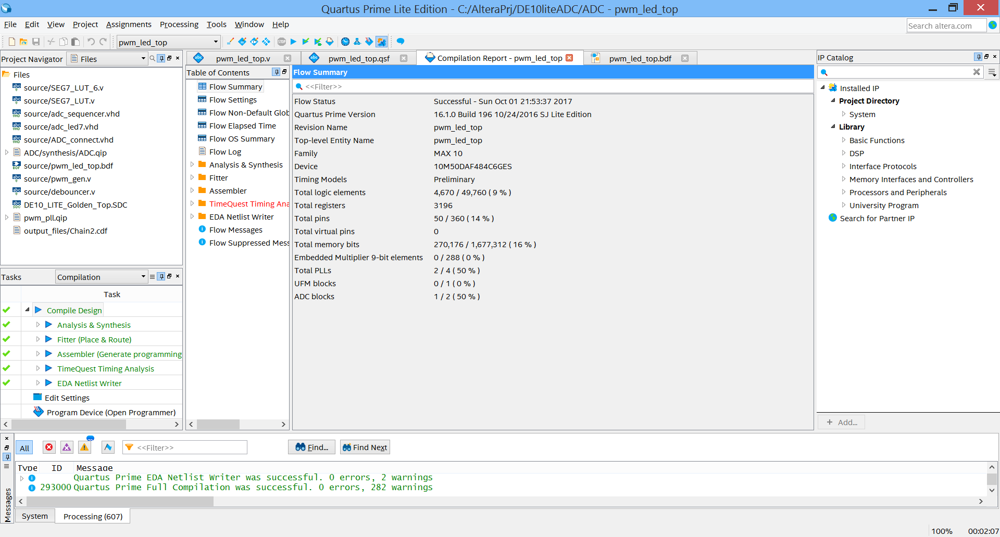 Quartus Prime Lite Edition - C:/AlteraPrj/DE10liteADC/ADC - pwm_led_top
File Edit View Project Assignments Processing Tools Window Help
Search altera.com
pwm_led_top
Project Navigator Files
Files
source/SEG7_LUT_6.v
source/SEG7_LUT.v
source/adc_sequencer.vhd
source/adc_led7.vhd
source/ADC_connect.vhd
ADC/synthesis/ADC.qip
source/pwm_led_top.bdf
source/pwm_gen.v
source/debouncer.v
DE10_LITE_Golden_Top.SDC
pwm_pll.qip
output_files/Chain2.cdf
Tasks Compilation
Task
Compile Design
Analysis & Synthesis
Fitter (Place & Route)
Assembler (Generate programming
TimeQuest Timing Analysis
EDA Netlist Writer
Edit Settings
Program Device (Open Programmer)
pwm_led_top.v
pwm_led_top.qsf
Compilation Report - pwm_led_top
pwm_led_top.bdf
Table of Contents
Flow Summary
Flow Settings
Flow Non-Default Glob
Flow Elapsed Time
Flow OS Summary
Flow Log
Analysis & Synthesis
Fitter
Assembler
TimeQuest Timing Ana
EDA Netlist Writer
Flow Messages
Flow Suppressed Mess
Flow Summary
<<Filter>>
Flow Status Successful - Sun Oct 01 21:53:37 2017
Quartus Prime Version 16.1.0 Build 196 10/24/2016 SJ Lite Edition
Revision Name pwm_led_top
Top-level Entity Name pwm_led_top
Family MAX 10
Device 10M50DAF484C6GES
Timing Models Preliminary
Total logic elements 4,670 / 49,760 ( 9 % )
Total registers 3196
Total pins 50 / 360 ( 14 % )
Total virtual pins 0
Total memory bits 270,176 / 1,677,312 ( 16 % )
Embedded Multiplier 9-bit elements 0 / 288 ( 0 % )
Total PLLs 2 / 4 ( 50 % )
UFM blocks 0 / 1 ( 0 % )
ADC blocks 1 / 2 ( 50 % )
IP Catalog
Installed IP
Project Directory
System
Library
Basic Functions
DSP
Interface Protocols
Memory Interfaces and Controllers
Processors and Peripherals
University Program
Search for Partner IP
+ Add...
All <<Filter>> Find... Find Next
Type ID Message
Quartus Prime EDA Netlist Writer was successful. 0 errors, 2 warnings
293000 Quartus Prime Full Compilation was successful. 0 errors, 282 warnings
Messages
System Processing (607)
100% 00:02:07